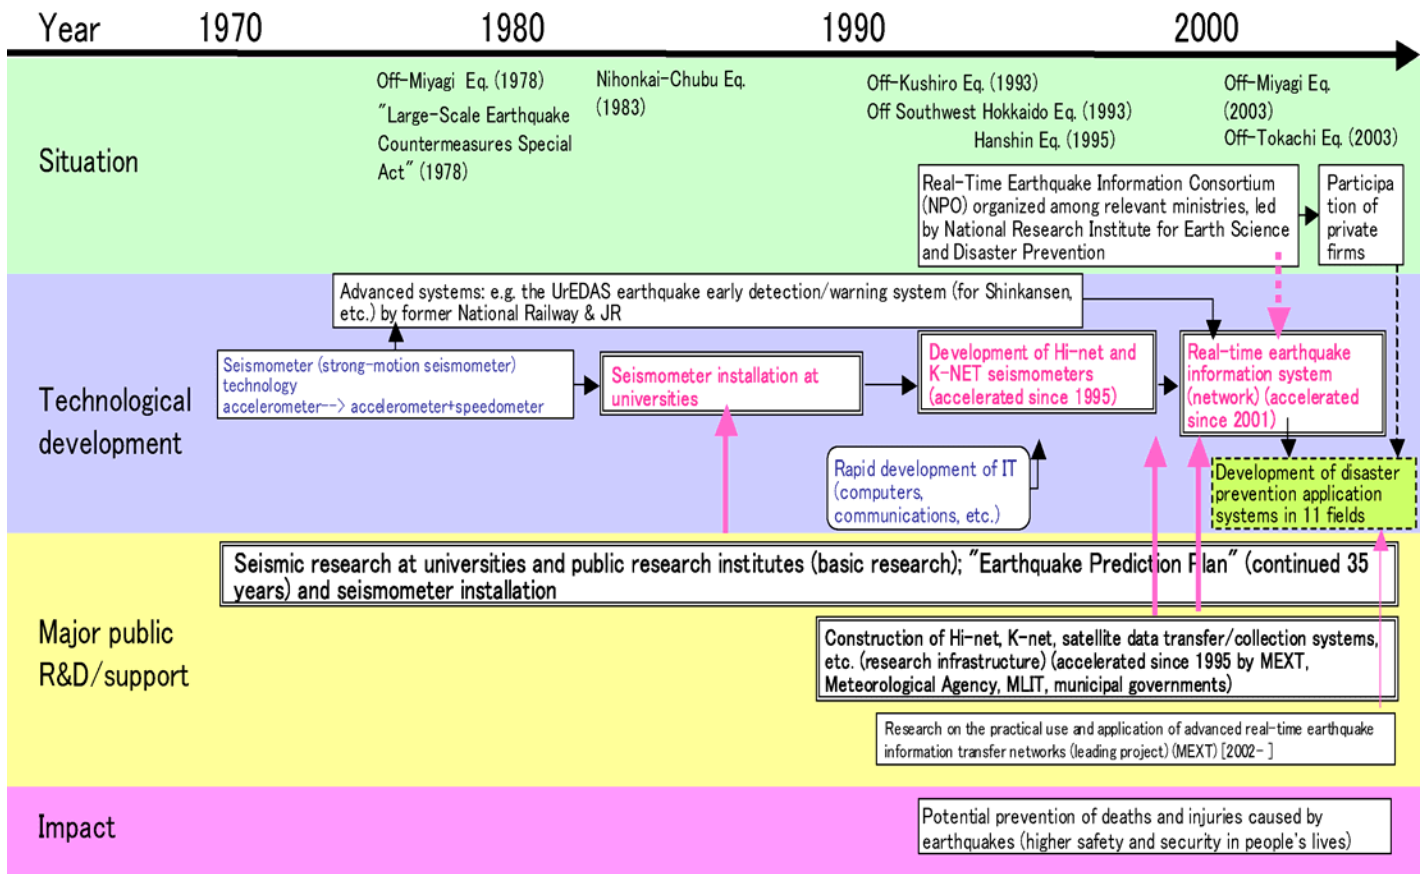 Year 1970 1980 1990 2000
Situation
Off-Miyagi Eq. (1978)
"Large-Scale Earthquake
Countermeasures Special
Act" (1978)
Nihonkai-Chubu Eq.
(1983)
Off-Kushiro Eq. (1993)
Off Southwest Hokkaido Eq. (1993)
Hanshin Eq. (1995)
Off-Miyagi Eq.
(2003)
Off-Tokachi Eq. (2003)
Real-Time Earthquake Information Consortium
(NPO) organized among relevant ministries, led
by National Research Institute for Earth Science
and Disaster Prevention
Participa
tion of
private
firms
Technological
development
Advanced systems: e.g. the UrEDAS earthquake early detection/warning system (for Shinkansen,
etc.) by former National Railway & JR
Seismometer (strong-motion seismometer)
technology
accelerometer--> accelerometer+speedometer
Seismometer installation at
universities
Development of Hi-net and
K-NET seismometers
(accelerated since 1995)
Real-time earthquake
information system
(network) (accelerated
since 2001)
Rapid development of IT
(computers,
communications, etc.)
Development of disaster
prevention application
systems in 11 fields
Major public
R&D/support
Seismic research at universities and public research institutes (basic research); "Earthquake Prediction Plan" (continued 35
years) and seismometer installation
Construction of Hi-net, K-net, satellite data transfer/collection systems,
etc. (research infrastructure) (accelerated since 1995 by MEXT,
Meteorological Agency, MLIT, municipal governments)
Research on the practical use and application of advanced real-time earthquake
information transfer networks (leading project) (MEXT) [2002- ]
Impact
Potential prevention of deaths and injuries caused by
earthquakes (higher safety and security in people's lives)